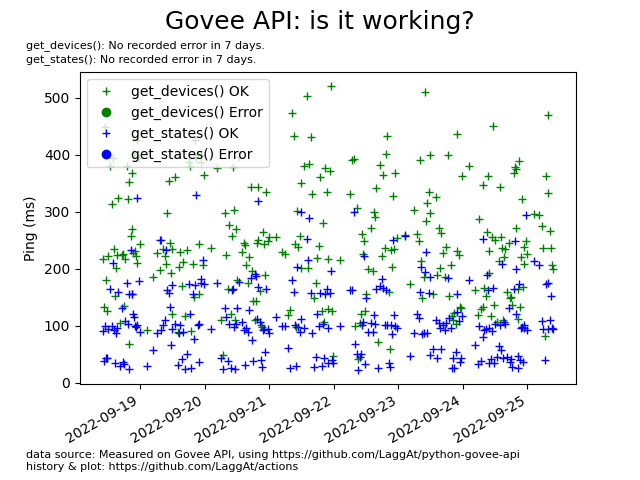 Govee API: is it working?
get_devices(): No recorded error in 7 days.
get_states(): No recorded error in 7 days.
get_devices() OK
get_devices() Error
get_states() OK
get_states() Error
Ping (ms)
500
400
300
200
100
0
2022-09-19
2022-09-20
2022-09-21
2022-09-22
2022-09-23
2022-09-24
2022-09-25
data source: Measured on Govee API, using https://github.com/LaggAt/python-govee-api
history & plot: https://github.com/LaggAt/actions